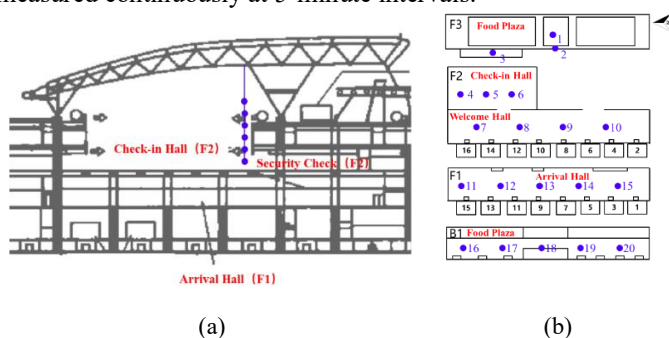 measured continuously at 5-minute intervals.
Check-in Hall (F2)
Security Check (F2)
Arrival Hall (F1)
(a)
F3
Food Plaza
1
2
3
F2
Check-in Hall
4 5 6
Welcome Hall
7 8 9 10
16 14 12 10 8 6 4 2
F1
Arrival Hall
11 12 13 14 15
15 13 11 9 7 5 3 1
B1
Food Plaza
16 17 18 19 20
(b)